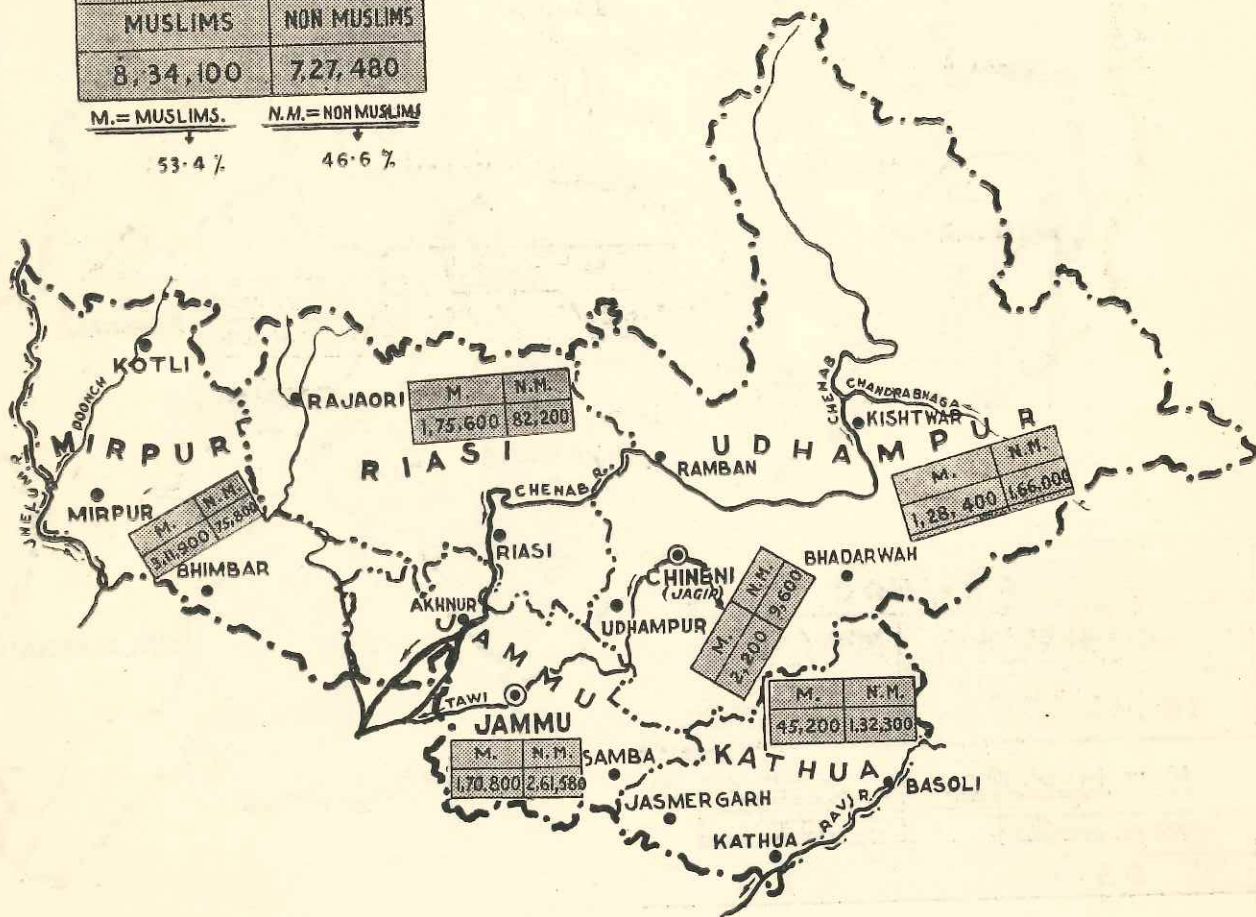 MUSLIMS NON MUSLIMS
8,34,100 7,27,480
M.= MUSLIMS. N.M.= NON MUSLIMS
53.4 % 46.6 %
KOTLI
POONCH
RAJAORI
M. N.M.
1,75,600 82,200
CHENAB
CHANDRABHAGA
KISHTWAR
MIRPUR
RIASI
UDHAMPUR
RAMBAN
JHELUM R.
MIRPUR
M. N.M.
3,11,900 75,800
CHENAB R.
M. N.M.
1,28,400 1,66,000
BHIMBAR
RIASI
CHINENI
(JAGIR)
BHADARWAH
AKHNUR
UDHAMPUR
M. N.M.
2,200 9,600
JAMMU
TAWI
JAMMU
M. N.M.
45,200 1,32,300
M. N.M.
1,70,800 2,61,580
SAMBA
KATHUA
BASOLI
JASMERGARH
RAVI R.
KATHUA